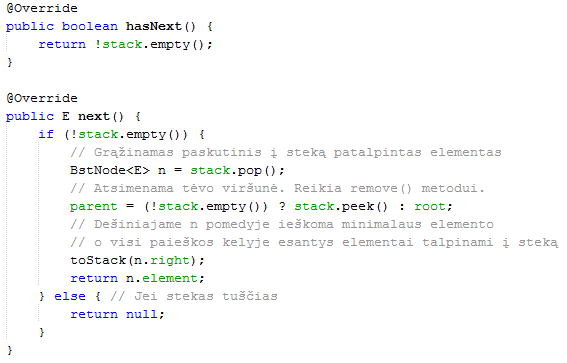 @Override
public boolean hasNext() {
    return !stack.empty();
}

@Override
public E next() {
    if (!stack.empty()) {
        // Grąžinamas paskutinis į steką patalpintas elementas
        BstNode<E> n = stack.pop();
        // Atsimenama tėvo viršūnė. Reikia remove() metodui.
        parent = (!stack.empty()) ? stack.peek() : root;
        // Dešiniajame n pomedyje ieškoma minimalaus elemento
        // o visi paieškos kelyje esantys elementai talpinami į steką
        toStack(n.right);
        return n.element;
    } else { // Jei stekas tuščias
        return null;
    }
}